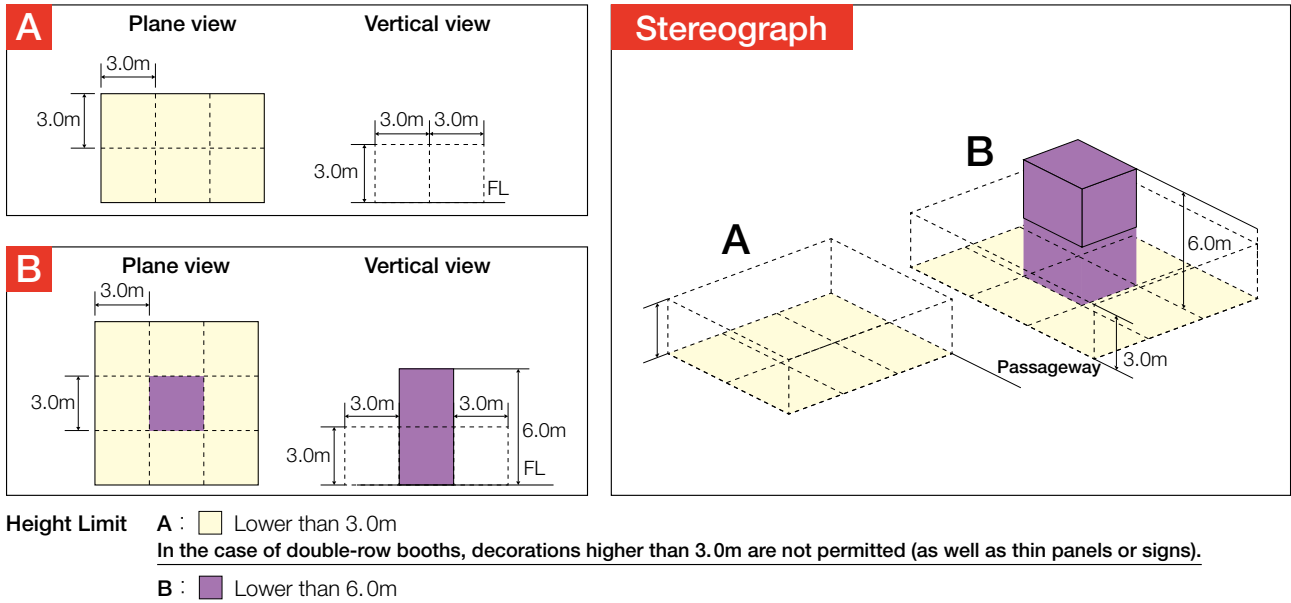 A
Plane view
Vertical view
3.0m
3.0m
3.0m 3.0m
3.0m
FL
B
Plane view
Vertical view
3.0m
3.0m
3.0m
3.0m
3.0m
6.0m
FL
Stereograph
A
B
6.0m
3.0m
Passageway
Height Limit A : Lower than 3.0m
In the case of double-row booths, decorations higher than 3.0m are not permitted (as well as thin panels or signs).
B : Lower than 6.0m